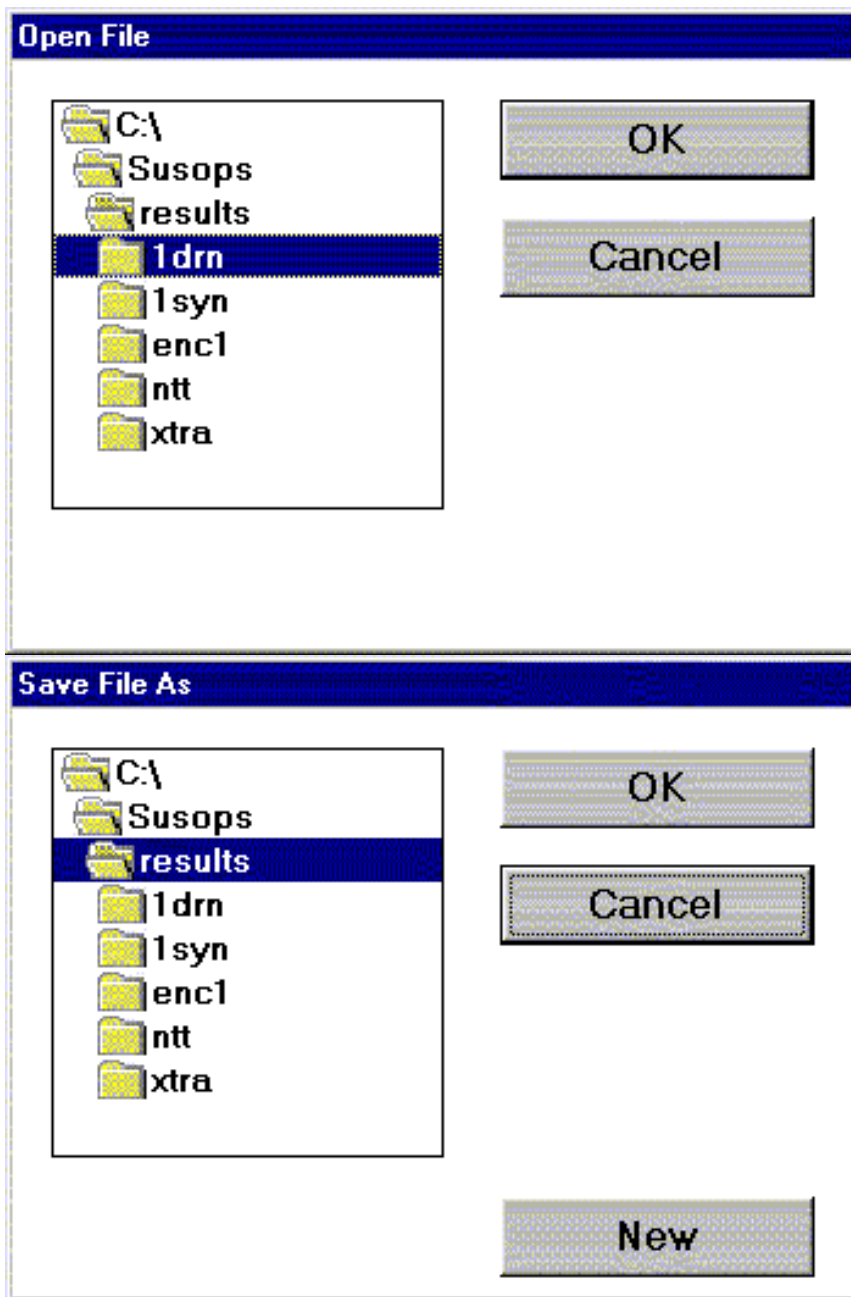 Open File
C:\
Susops
results
1drn
1syn
enc1
ntt
xtra
OK
Cancel
Save File As
C:\
Susops
results
1drn
1syn
enc1
ntt
xtra
OK
Cancel
New